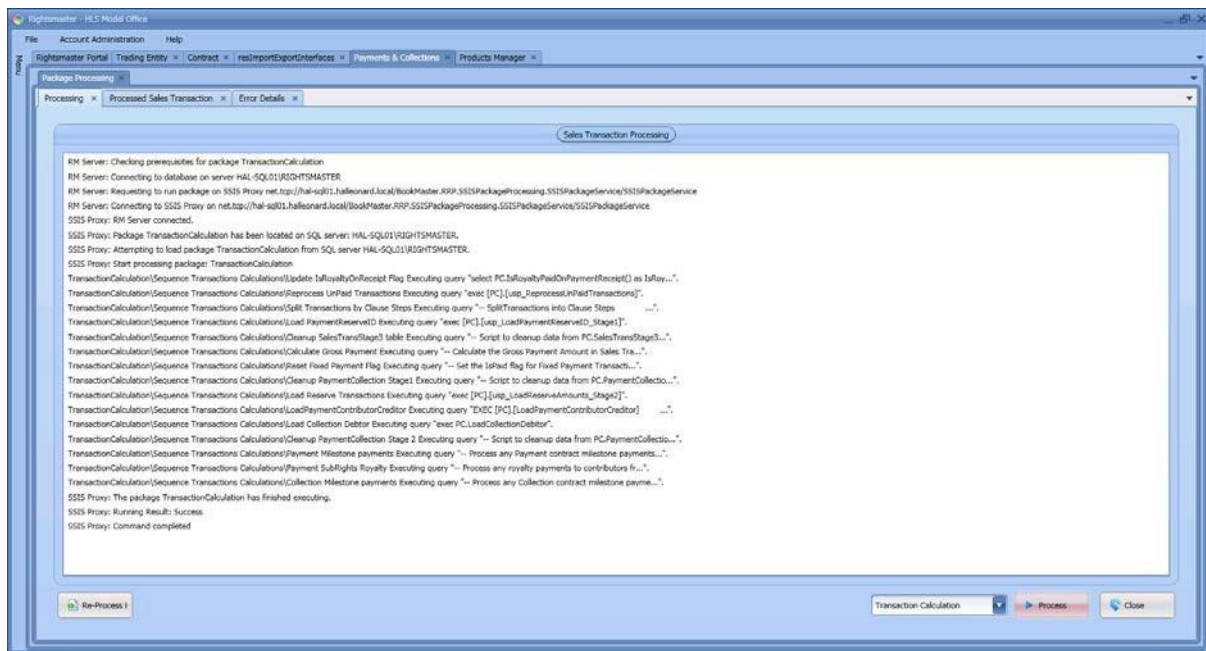 Rightsmaster - HLS Model Office
File Account Administration Help
Menu
Rightsmaster Portal Trading Entity Contract resImportExportInterfaces Payments & Collections Products Manager
Package Processing
Processing Processed Sales Transaction Error Details
Sales Transaction Processing
RM Server: Checking prerequisites for package TransactionCalculation
RM Server: Connecting to database on server HAL-SQL01\RIGHTSMASTER
RM Server: Requesting to run package on SSIS Proxy net.tcp://hal-sql01.halleonard.local/BookMaster.RRP.SSISPackageProcessing.SSISPackageService/SSISPackageService
RM Server: Connecting to SSIS Proxy on net.tcp://hal-sql01.halleonard.local/BookMaster.RRP.SSISPackageProcessing.SSISPackageService/SSISPackageService
SSIS Proxy: RM Server connected.
SSIS Proxy: Package TransactionCalculation has been located on SQL server: HAL-SQL01\RIGHTSMASTER.
SSIS Proxy: Attempting to load package TransactionCalculation from SQL server HAL-SQL01\RIGHTSMASTER.
SSIS Proxy: Start processing package: TransactionCalculation
TransactionCalculation\Sequence Transactions Calculations\Update IsRoyaltyOnReceipt Flag Executing query "select PC.IsRoyaltyPaidOnPaymentReceipt() as IsRoy...".
TransactionCalculation\Sequence Transactions Calculations\Reprocess UnPaid Transactions Executing query "exec [PC].[usp_ReprocessUnPaidTransactions]".
TransactionCalculation\Sequence Transactions Calculations\Split Transactions by Clause Steps Executing query "-- SplitTransactions into Clause Steps ...".
TransactionCalculation\Sequence Transactions Calculations\Load PaymentReserveID Executing query "exec [PC].[usp_LoadPaymentReserveID_Stage1]".
TransactionCalculation\Sequence Transactions Calculations\Cleanup SalesTransStage3 table Executing query "-- Script to cleanup data from PC.SalesTransStage3...".
TransactionCalculation\Sequence Transactions Calculations\Calculate Gross Payment Executing query "-- Calculate the Gross Payment Amount in Sales Tra...".
TransactionCalculation\Sequence Transactions Calculations\Reset Fixed Payment Flag Executing query "-- Set the IsPaid flag for Fixed Payment Transacti...".
TransactionCalculation\Sequence Transactions Calculations\Cleanup PaymentCollection Stage1 Executing query "-- Script to cleanup data from PC.PaymentCollectio...".
TransactionCalculation\Sequence Transactions Calculations\Load Reserve Transactions Executing query "exec [PC].[usp_LoadReserveAmounts_Stage2]".
TransactionCalculation\Sequence Transactions Calculations\LoadPaymentContributorCreditor Executing query "EXEC [PC].[LoadPaymentContributorCreditor] ...".
TransactionCalculation\Sequence Transactions Calculations\Load Collection Debtor Executing query "exec PC.LoadCollectionDebitor".
TransactionCalculation\Sequence Transactions Calculations\Cleanup PaymentCollection Stage 2 Executing query "-- Script to cleanup data from PC.PaymentCollectio...".
TransactionCalculation\Sequence Transactions Calculations\Payment Milestone payments Executing query "-- Process any Payment contract milestone payments...".
TransactionCalculation\Sequence Transactions Calculations\Payment SubRights Royalty Executing query "-- Process any royalty payments to contributors fr...".
TransactionCalculation\Sequence Transactions Calculations\Collection Milestone payments Executing query "-- Process any Collection contract milestone payme...".
SSIS Proxy: The package TransactionCalculation has finished executing.
SSIS Proxy: Running Result: Success
SSIS Proxy: Command completed
Re-Process Transaction Calculation Process Close